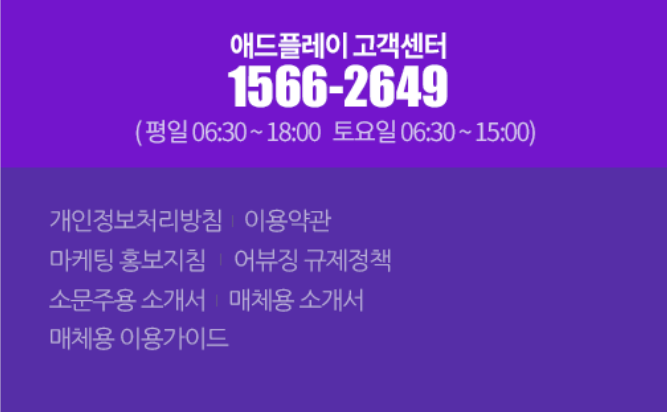 애드플레이 고객센터
1566-2649
( 평일 06:30 ~ 18:00 토요일 06:30 ~ 15:00)
개인정보처리방침 | 이용약관
마케팅 홍보지침 | 어뷰징 규제정책
소문주용 소개서 | 매체용 소개서
매체용 이용가이드